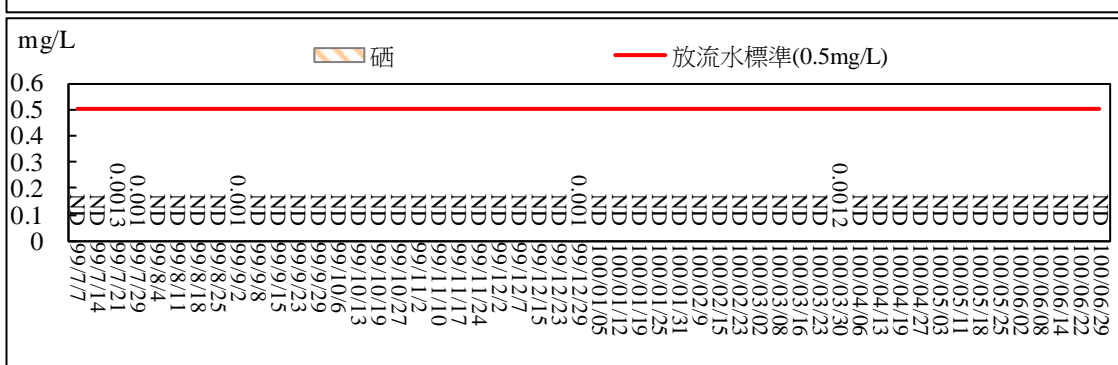 mg/L
硒 放流水標準(0.5mg/L)
0.6
0.5
0.4
0.3
0.2
0.1
0
ND ND 0.0013 0.001 ND ND ND ND 0.001 ND ND ND ND ND ND ND ND ND ND ND ND ND ND ND ND 0.001 ND ND ND ND ND ND ND ND ND ND ND ND 0.0012 ND ND ND ND ND ND ND ND ND ND ND ND ND
99/7/7 99/7/14 99/7/21 99/7/29 99/8/4 99/8/11 99/8/18 99/8/25 99/9/2 99/9/8 99/9/15 99/9/23 99/9/29 99/10/6 99/10/13 99/10/19 99/10/27 99/11/2 99/11/10 99/11/17 99/11/24 99/12/2 99/12/7 99/12/15 99/12/23 99/12/29 100/01/05 100/01/12 100/01/19 100/01/25 100/01/31 100/02/9 100/02/15 100/02/23 100/03/02 100/03/08 100/03/16 100/03/23 100/03/30 100/04/06 100/04/13 100/04/19 100/04/27 100/05/03 100/05/11 100/05/18 100/05/25 100/06/02 100/06/08 100/06/14 100/06/22 100/06/29